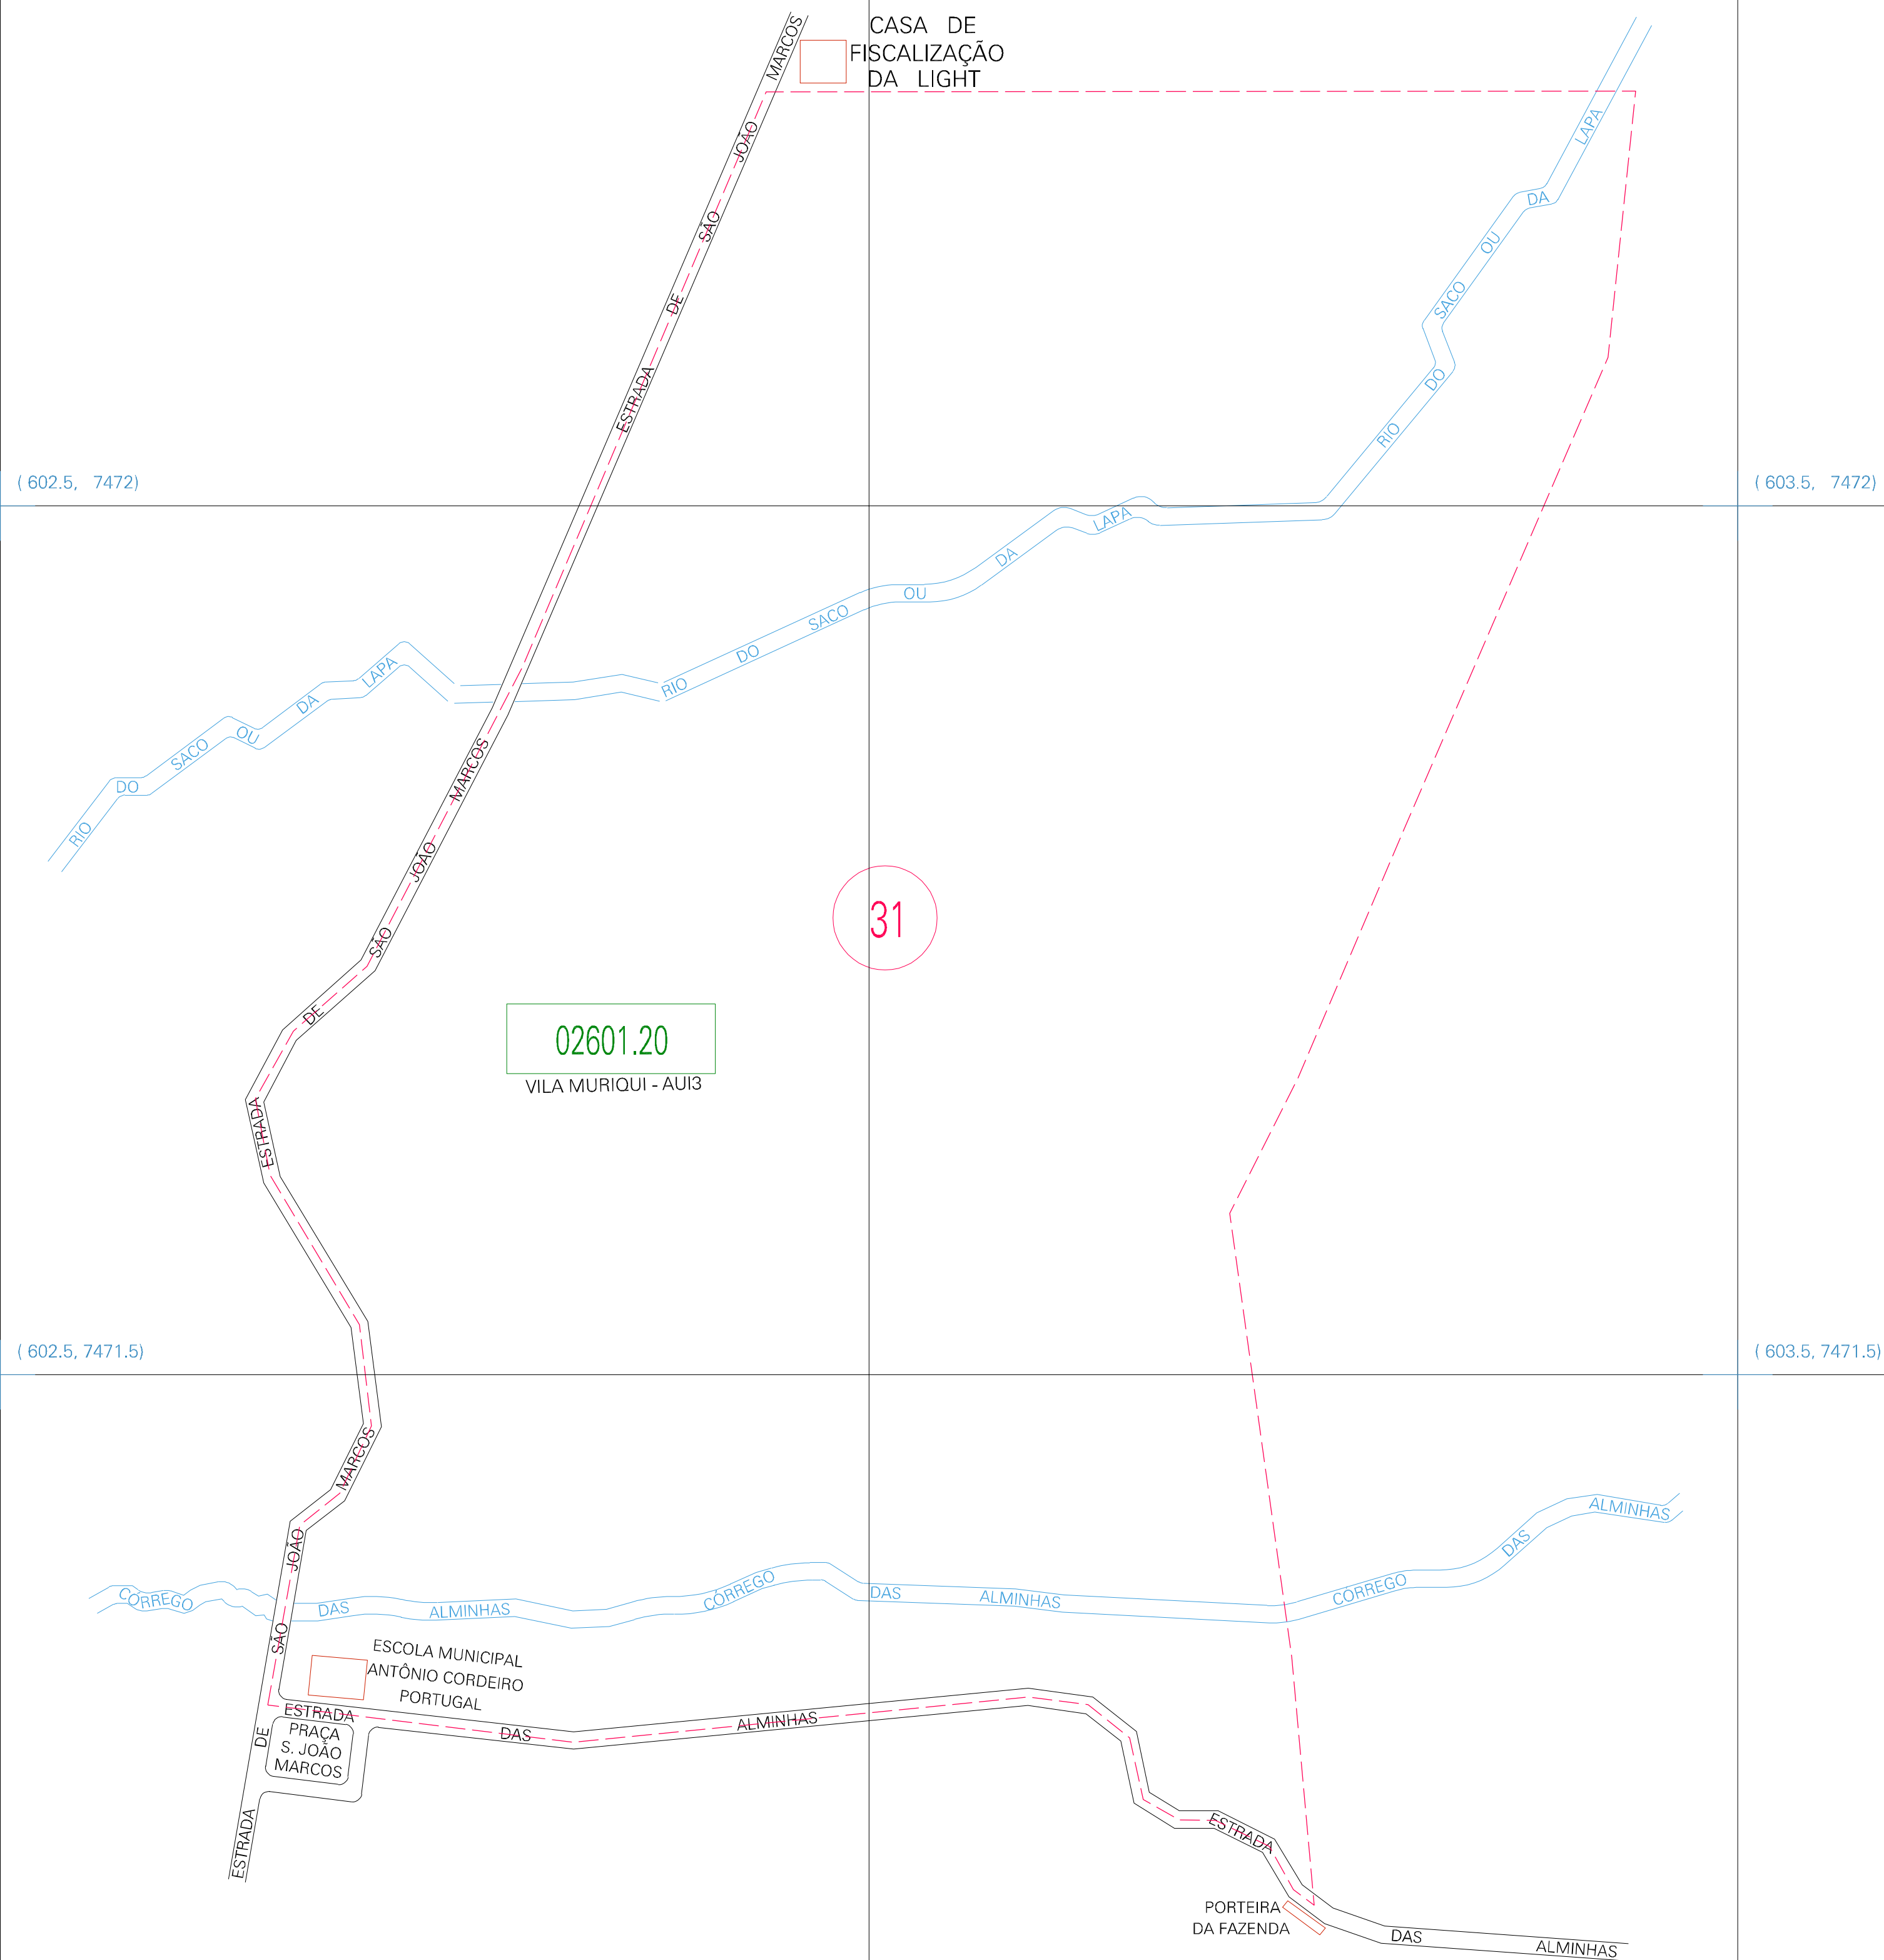 CASA DE
FISCALIZAÇÃO
DA LIGHT
ESTRADA DE SÃO JOÃO MARCOS
RIO DO SACO OU DA LAPA
( 602.5, 7472)
( 603.5, 7472)
RIO DO SACO OU DA LAPA
RIO DO SACO OU DA LAPA
ESTRADA DE SÃO JOÃO MARCOS
31
02601.20
VILA MURIQUI - AUI3
( 602.5, 7471.5)
( 603.5, 7471.5)
ESTRADA DE SÃO JOÃO MARCOS
CÓRREGO DAS ALMINHAS
CÓRREGO DAS ALMINHAS
CÓRREGO DAS ALMINHAS
ESCOLA MUNICIPAL
ANTÔNIO CORDEIRO
PORTUGAL
ESTRADA DAS ALMINHAS
PRAÇA
S. JOÃO
MARCOS
ESTRADA DAS ALMINHAS
PORTEIRA
DA FAZENDA